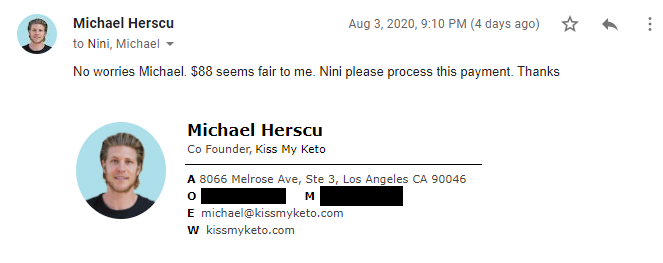 Michael Herscu
Aug 3, 2020, 9:10 PM (4 days ago)
to Nini, Michael
No worries Michael. $88 seems fair to me. Nini please process this payment. Thanks
Michael Herscu
Co Founder, Kiss My Keto
A 8066 Melrose Ave, Ste 3, Los Angeles CA 90046
O M
E michael@kissmyketo.com
W kissmyketo.com